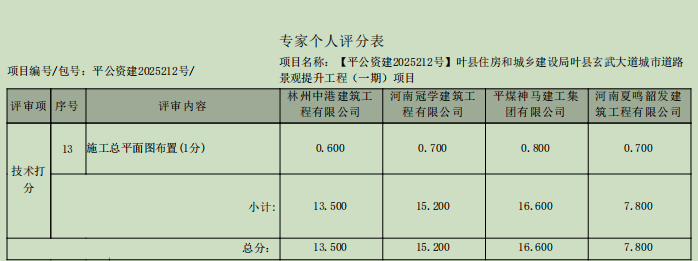 专家个人评分表
项目编号/包号：平公资建2025212号/
项目名称：【平公资建2025212号】叶县住房和城乡建设局叶县玄武大道城市道路
景观提升工程（一期）项目
评审项 序号 评审内容 林州中港建筑工程有限公司 河南冠学建筑工程有限公司 平煤神马建工集团有限公司 河南夏鸣韶发建筑工程有限公司
技术打分 13 施工总平面图布置(1分) 0.600 0.700 0.800 0.700
小计： 13.500 15.200 16.600 7.800
总分： 13.500 15.200 16.600 7.800